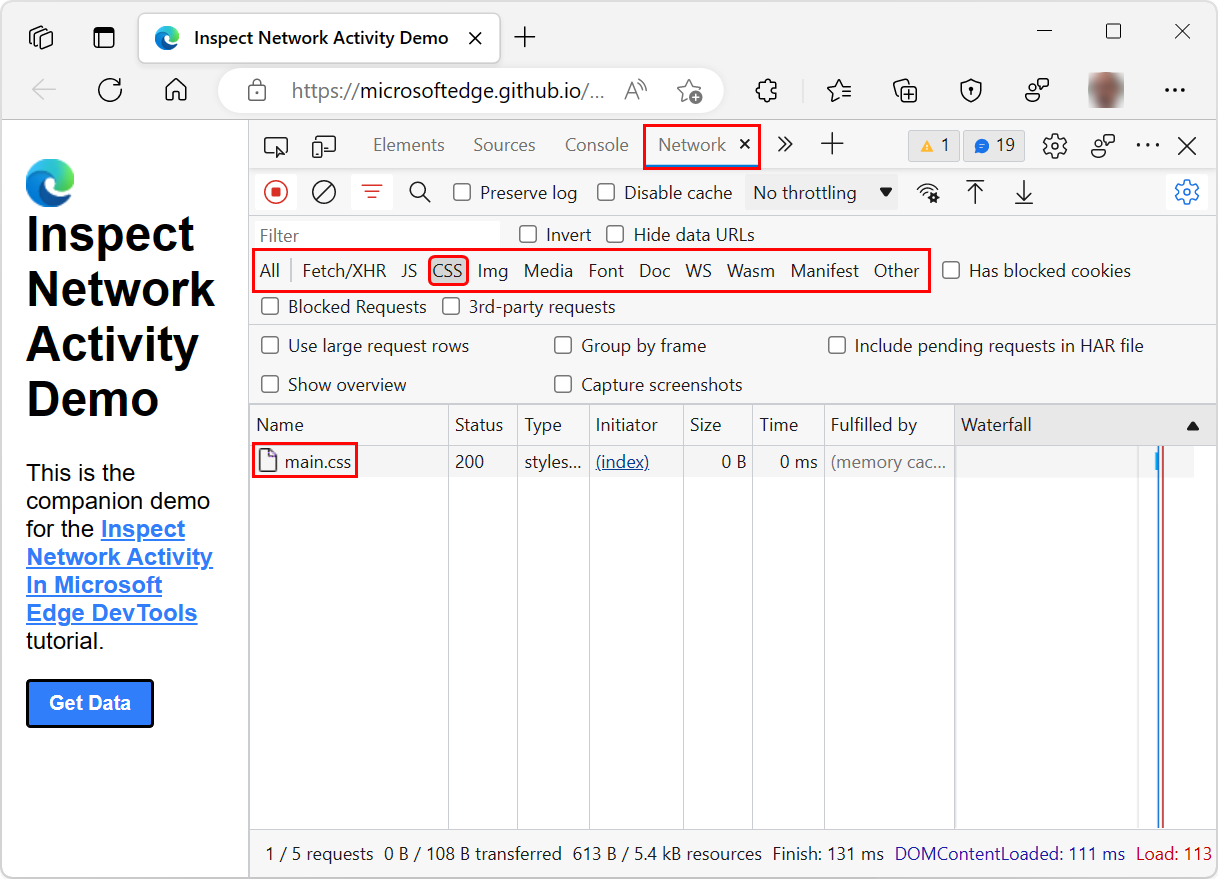 Inspect Network Activity Demo
https://microsoftedge.github.io/...
Inspect
Network
Activity
Demo
This is the
companion demo
for the Inspect
Network Activity
In Microsoft
Edge DevTools
tutorial.
Get Data
Elements Sources Console Network 1 19
Preserve log Disable cache No throttling
Filter Invert Hide data URLs
All Fetch/XHR JS CSS Img Media Font Doc WS Wasm Manifest Other Has blocked cookies
Blocked Requests 3rd-party requests
Use large request rows Group by frame Include pending requests in HAR file
Show overview Capture screenshots
Name Status Type Initiator Size Time Fulfilled by Waterfall
main.css 200 styles... (index) 0 B 0 ms (memory cac...
1 / 5 requests 0 B / 108 B transferred 613 B / 5.4 kB resources Finish: 131 ms DOMContentLoaded: 111 ms Load: 113